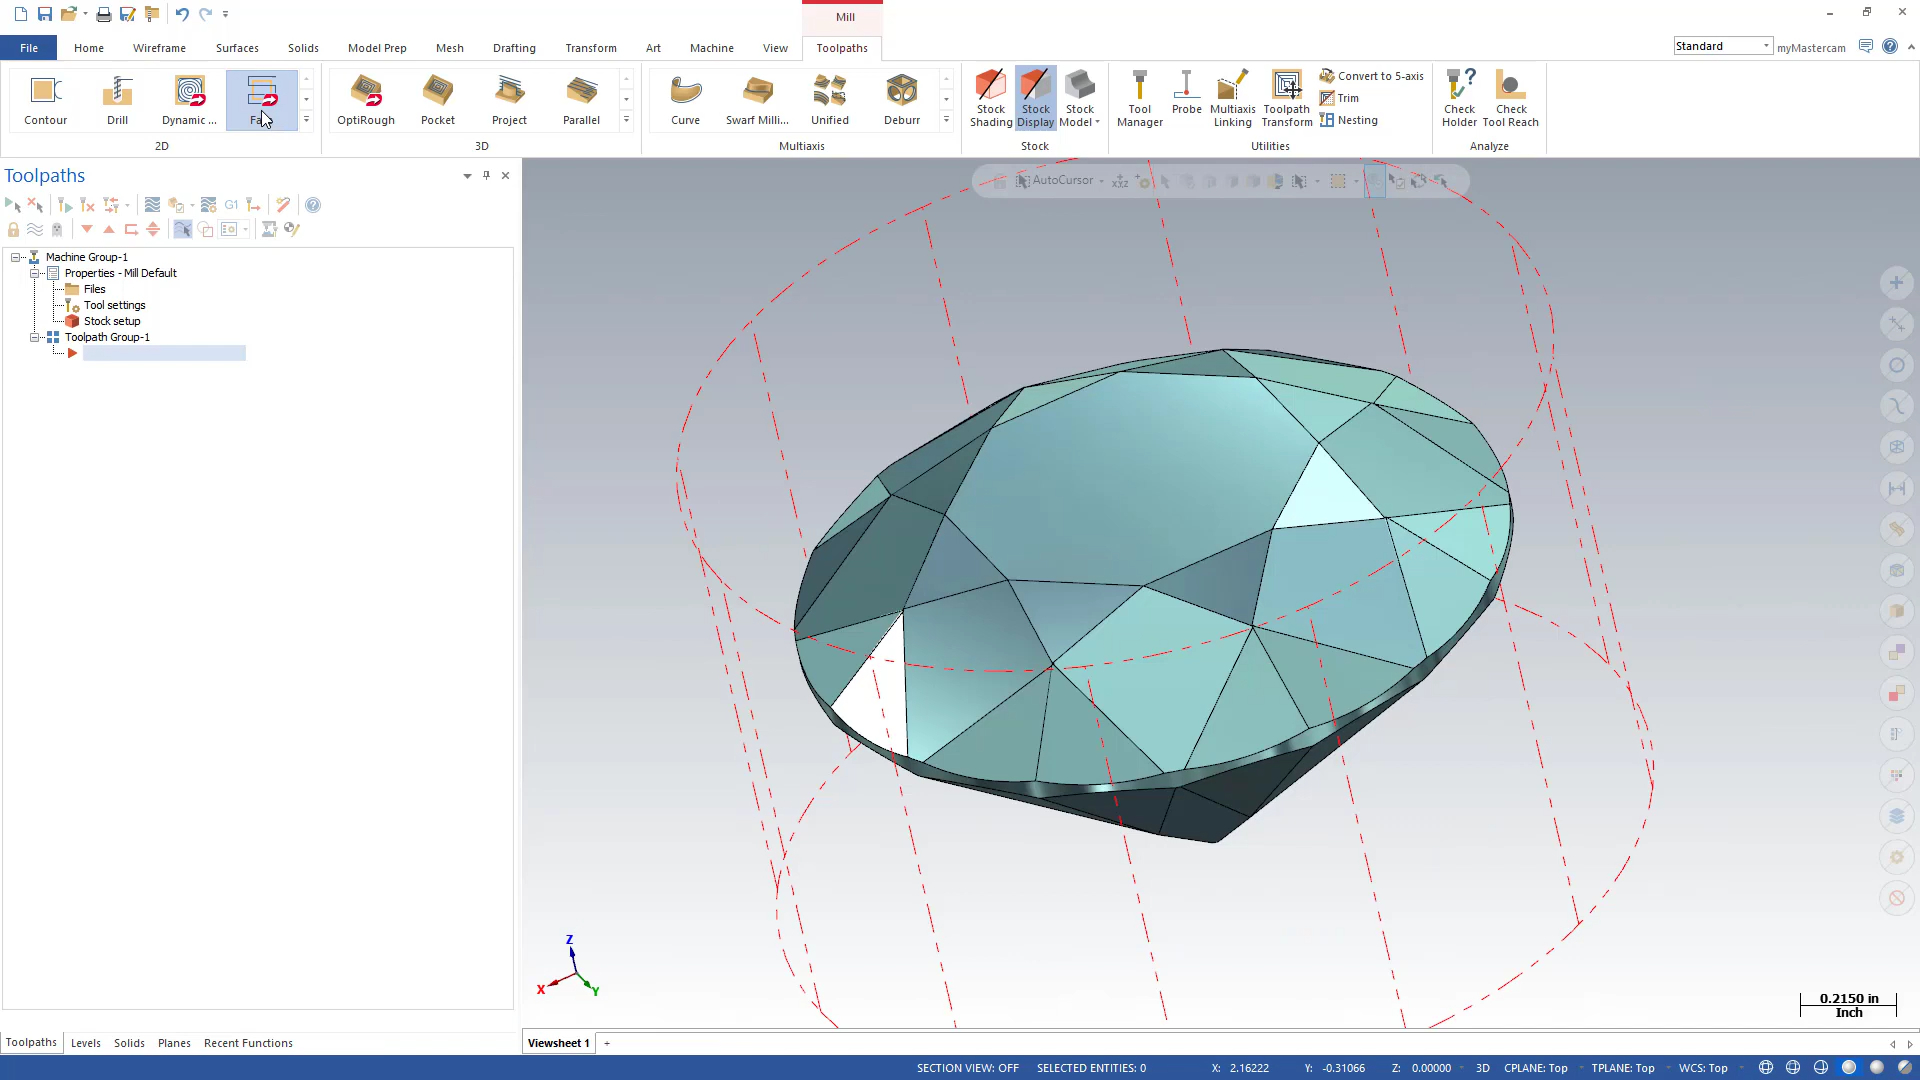 Mill
File Home Wireframe Surfaces Solids Model Prep Mesh Drafting Transform Art Machine View Toolpaths
Standard
myMastercam
Contour Drill Dynamic ...
OptiRough Pocket Project Parallel
Curve Swarf Milli... Unified Deburr
Stock Shading
Stock Display
Stock Model
Tool Manager
Probe
Multiaxis Linking
Toolpath Transform
Convert to 5-axis
Trim
Nesting
Check Holder
Check Tool Reach
2D 3D Multiaxis Stock Utilities Analyze
Toolpaths
AutoCursor
G1
Machine Group-1
Properties - Mill Default
Files
Tool settings
Stock setup
Toolpath Group-1
Z
X
Y
0.2150 in
Inch
Toolpaths Levels Solids Planes Recent Functions
Viewsheet 1 +
SECTION VIEW: OFF SELECTED ENTITIES: 0 X: 2.16222 Y: -0.31066 Z: 0.00000 3D CPLANE: Top TPLANE: Top WCS: Top